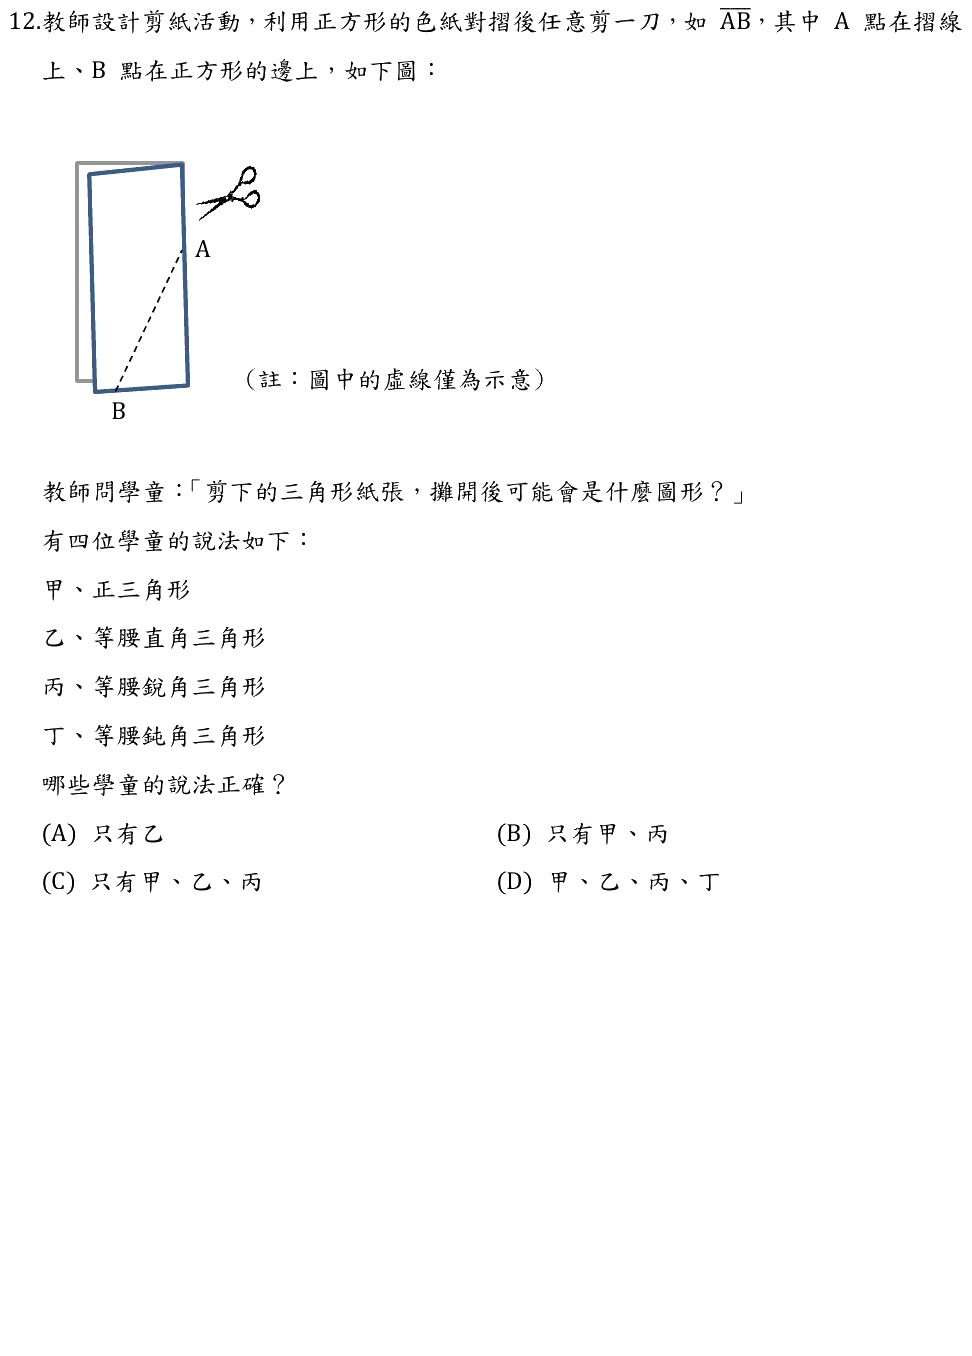 12.教師設計剪紙活動，利用正方形的色紙對摺後任意剪一刀，如 AB，其中 A 點在摺線
上、B 點在正方形的邊上，如下圖：
A
（註：圖中的虛線僅為示意）
B
教師問學童：「剪下的三角形紙張，攤開後可能會是什麼圖形？」
有四位學童的說法如下：
甲、正三角形
乙、等腰直角三角形
丙、等腰銳角三角形
丁、等腰鈍角三角形
哪些學童的說法正確？
(A) 只有乙 (B) 只有甲、丙
(C) 只有甲、乙、丙 (D) 甲、乙、丙、丁